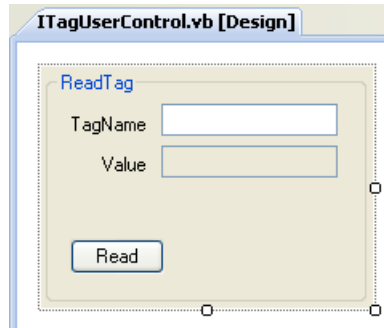 ITagUserControl.vb [Design]
ReadTag
TagName
Value
Read